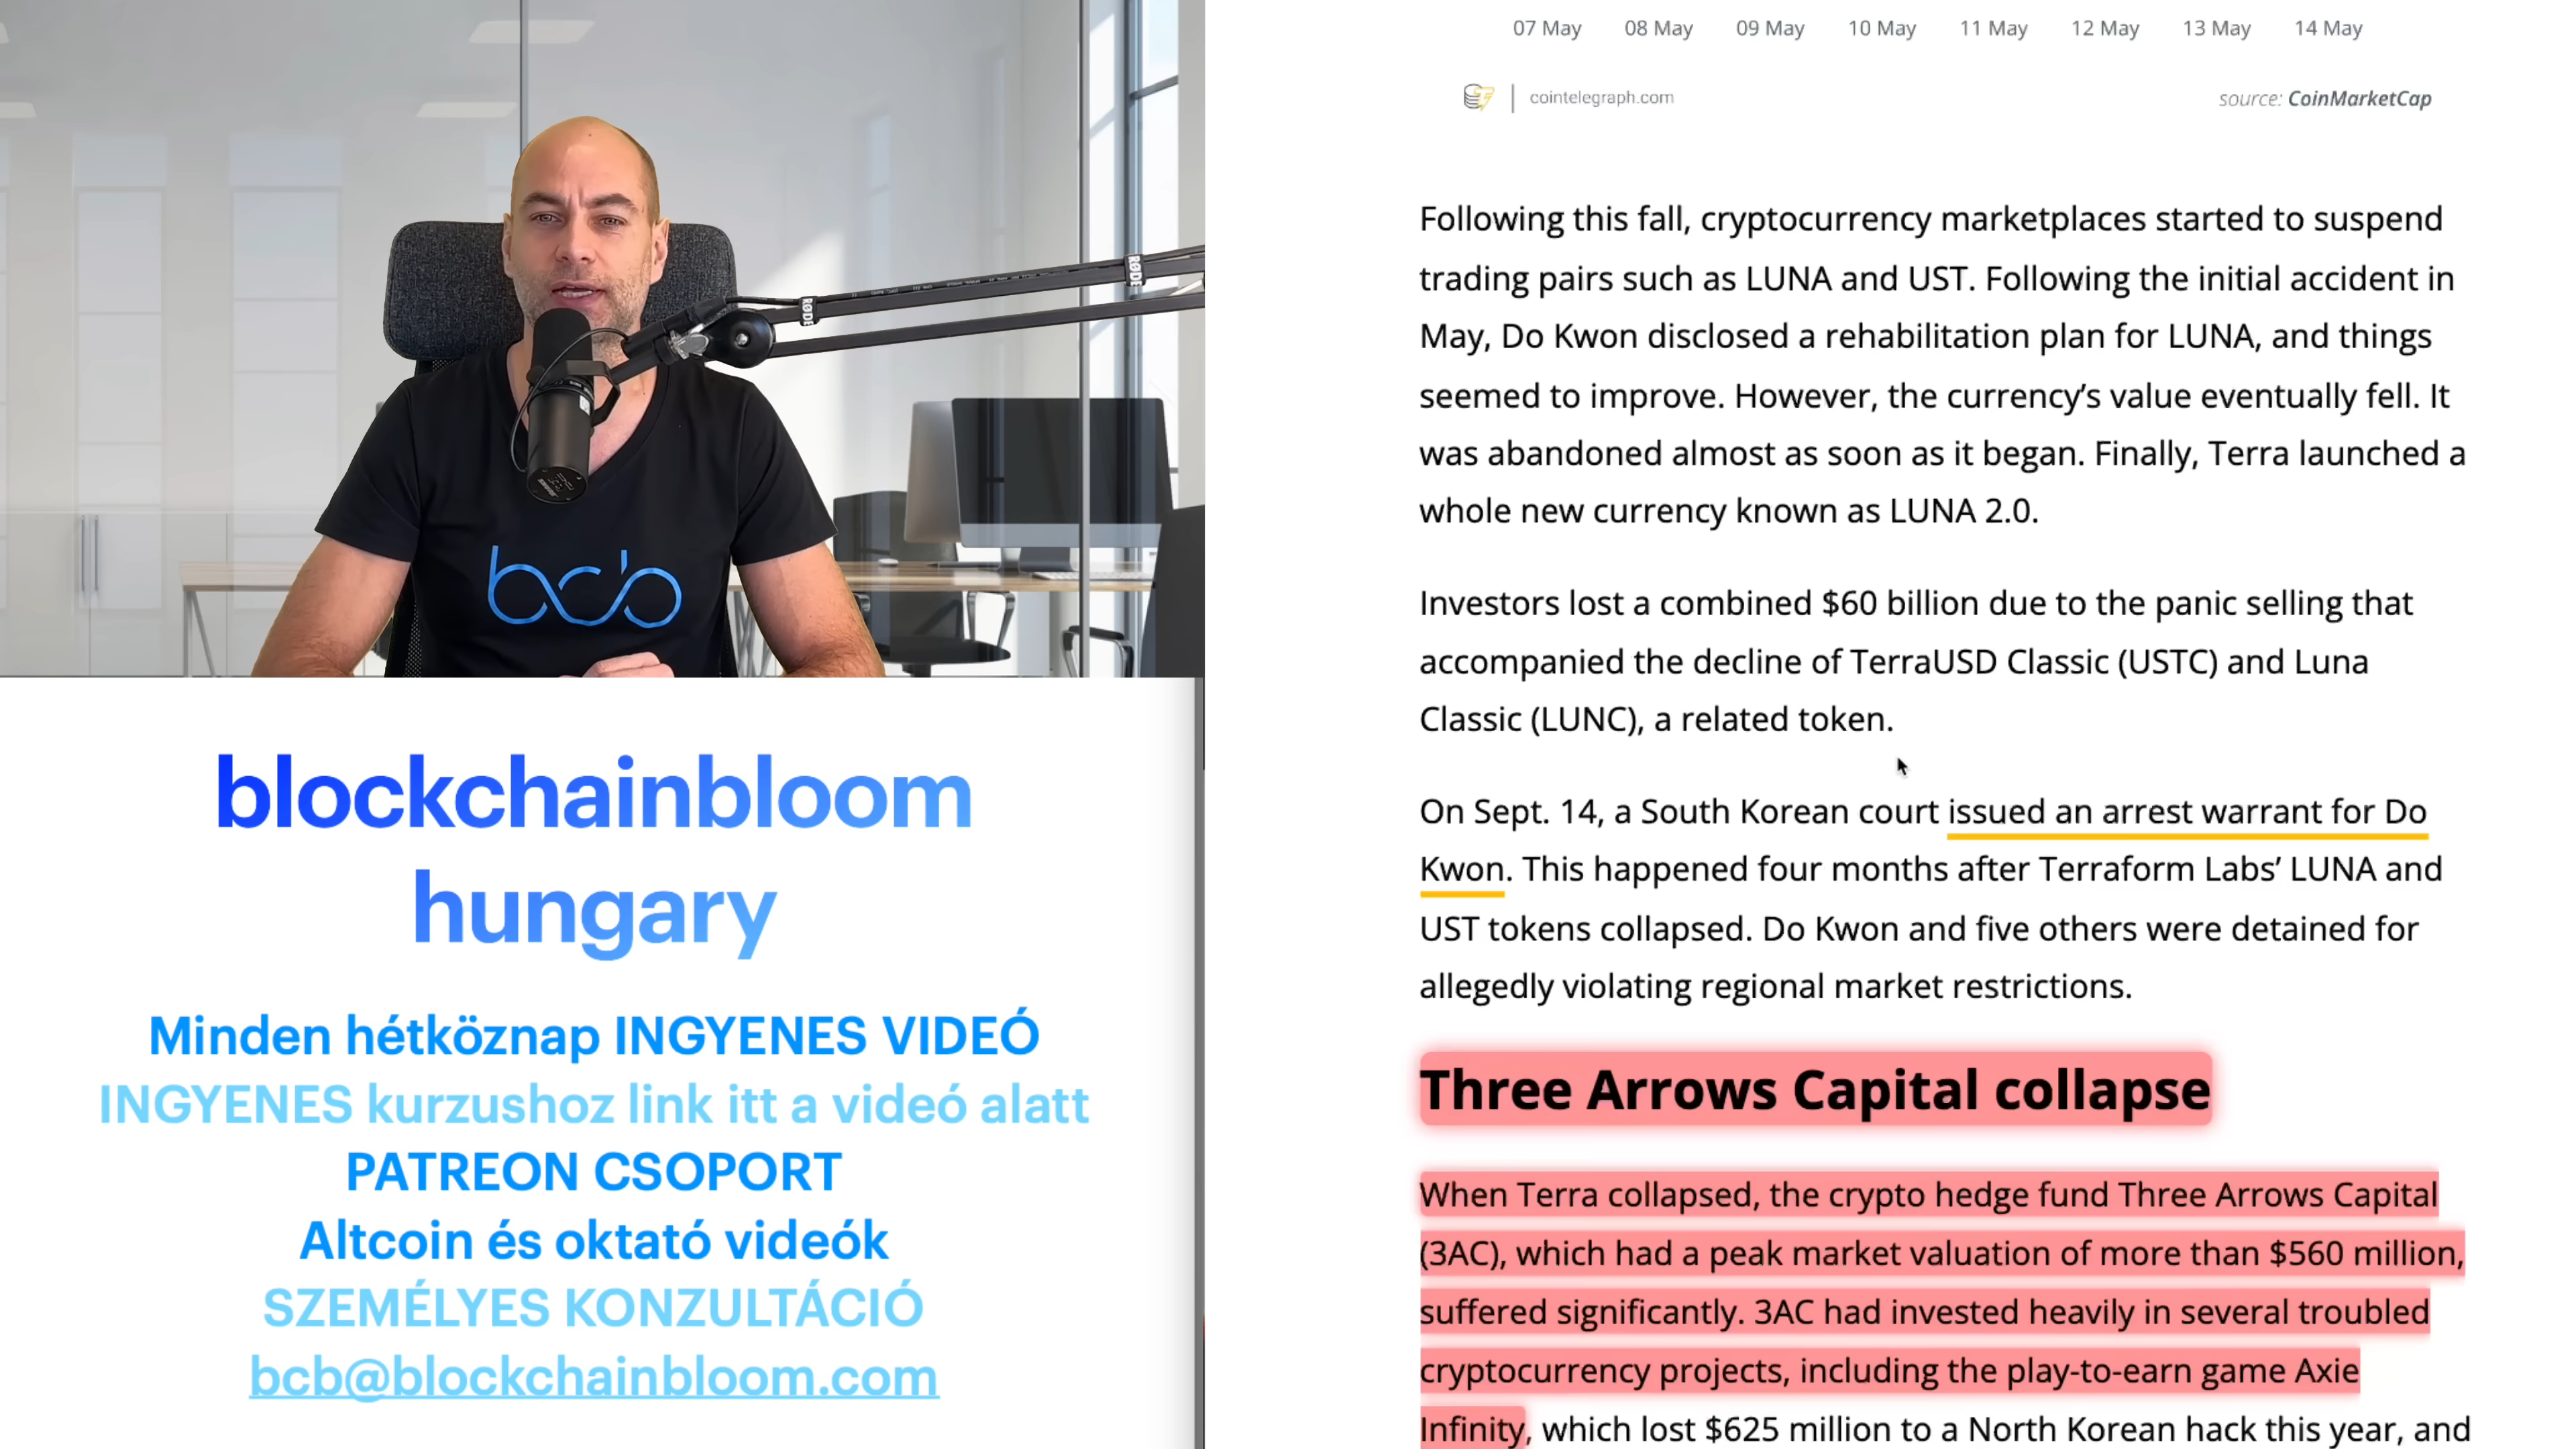 RØDE
RØDE
bcb
blockchainbloom
hungary
Minden hétköznap INGYENES VIDEÓ
INGYENES kurzushoz link itt a videó alatt
PATREON CSOPORT
Altcoin és oktató videók
SZEMÉLYES KONZULTÁCIÓ
bcb@blockchainbloom.com
07 May 08 May 09 May 10 May 11 May 12 May 13 May 14 May
cointelegraph.com source: CoinMarketCap
Following this fall, cryptocurrency marketplaces started to suspend
trading pairs such as LUNA and UST. Following the initial accident in
May, Do Kwon disclosed a rehabilitation plan for LUNA, and things
seemed to improve. However, the currency’s value eventually fell. It
was abandoned almost as soon as it began. Finally, Terra launched a
whole new currency known as LUNA 2.0.
Investors lost a combined $60 billion due to the panic selling that
accompanied the decline of TerraUSD Classic (USTC) and Luna
Classic (LUNC), a related token.
On Sept. 14, a South Korean court issued an arrest warrant for Do
Kwon. This happened four months after Terraform Labs’ LUNA and
UST tokens collapsed. Do Kwon and five others were detained for
allegedly violating regional market restrictions.
Three Arrows Capital collapse
When Terra collapsed, the crypto hedge fund Three Arrows Capital
(3AC), which had a peak market valuation of more than $560 million,
suffered significantly. 3AC had invested heavily in several troubled
cryptocurrency projects, including the play-to-earn game Axie
Infinity, which lost $625 million to a North Korean hack this year, and